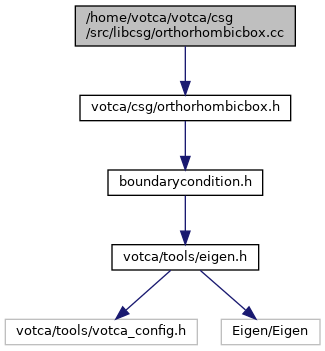 /home/votca/votca/csg
/src/libcsg/orthorhombicbox.cc
votca/csg/orthorhombicbox.h
boundarycondition.h
votca/tools/eigen.h
votca/tools/votca_config.h
Eigen/Eigen